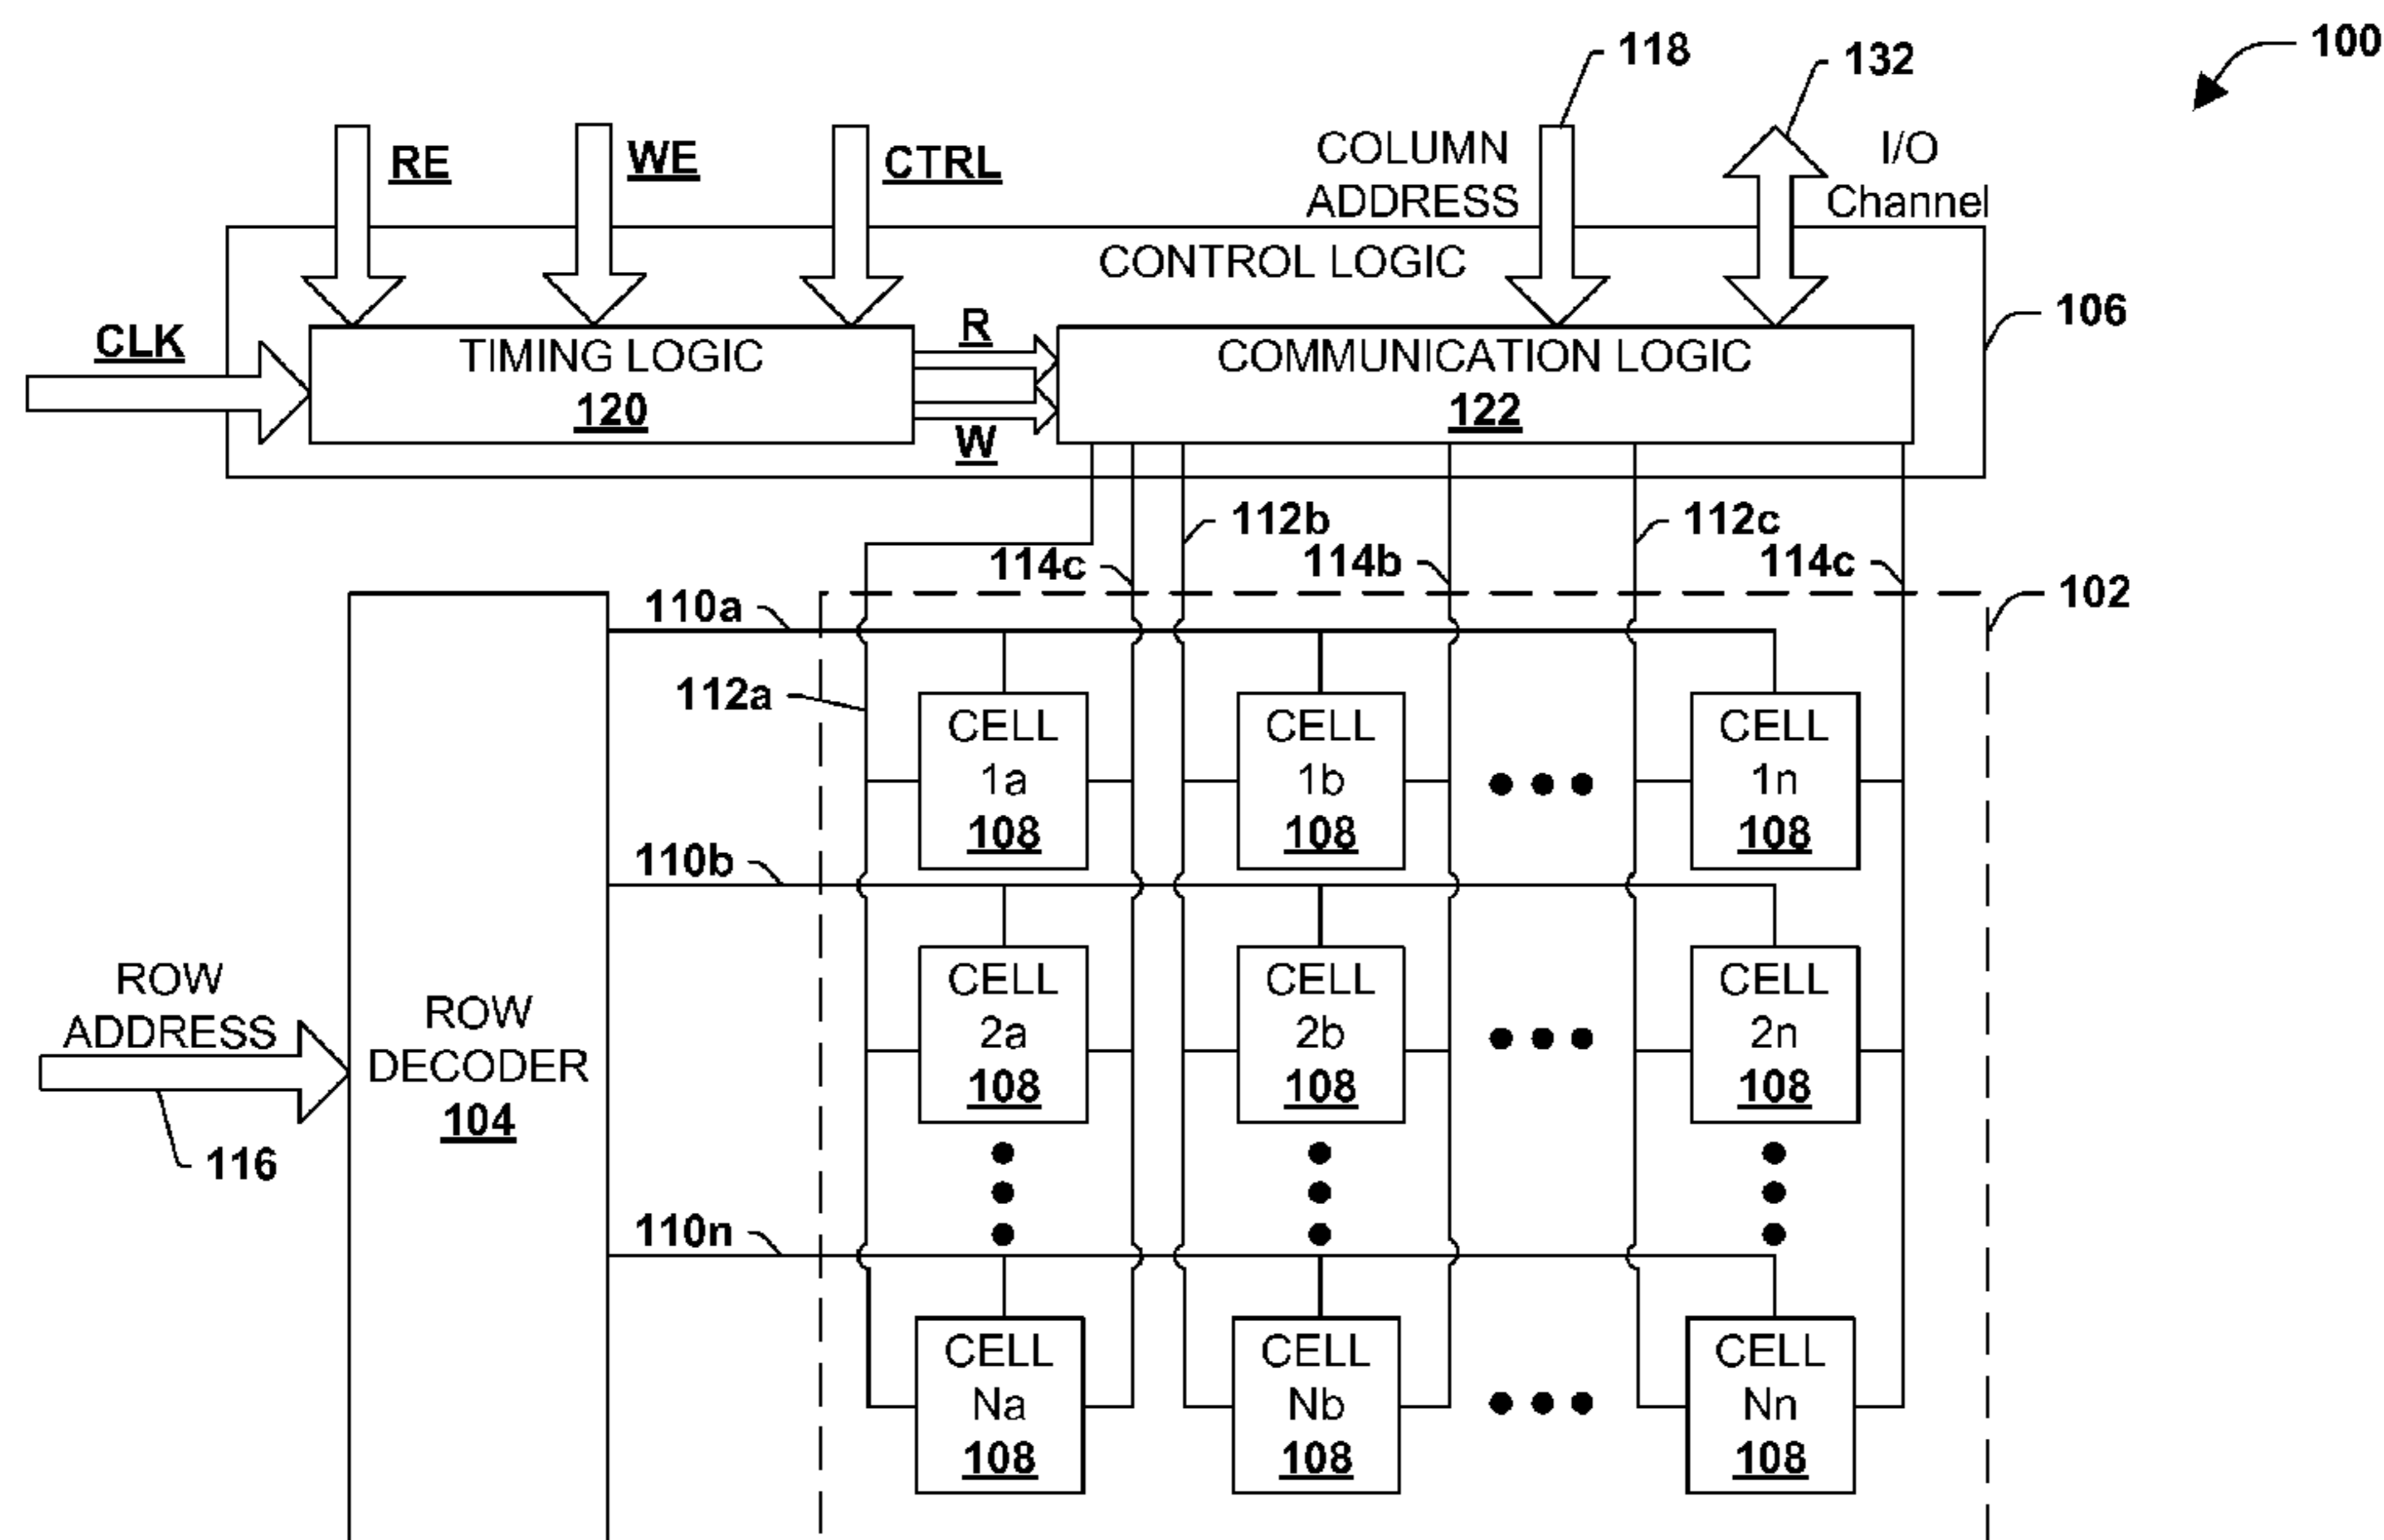 100
118
132
RE
WE
CTRL
COLUMN
ADDRESS
I/O
Channel
CONTROL LOGIC
106
CLK
TIMING LOGIC
120
R
W
COMMUNICATION LOGIC
122
112b
112c
114c
114b
114c
102
110a
112a
CELL
1a
108
CELL
1b
108
CELL
1n
108
110b
ROW
ADDRESS
116
ROW
DECODER
104
CELL
2a
108
CELL
2b
108
CELL
2n
108
110n
CELL
Na
108
CELL
Nb
108
CELL
Nn
108